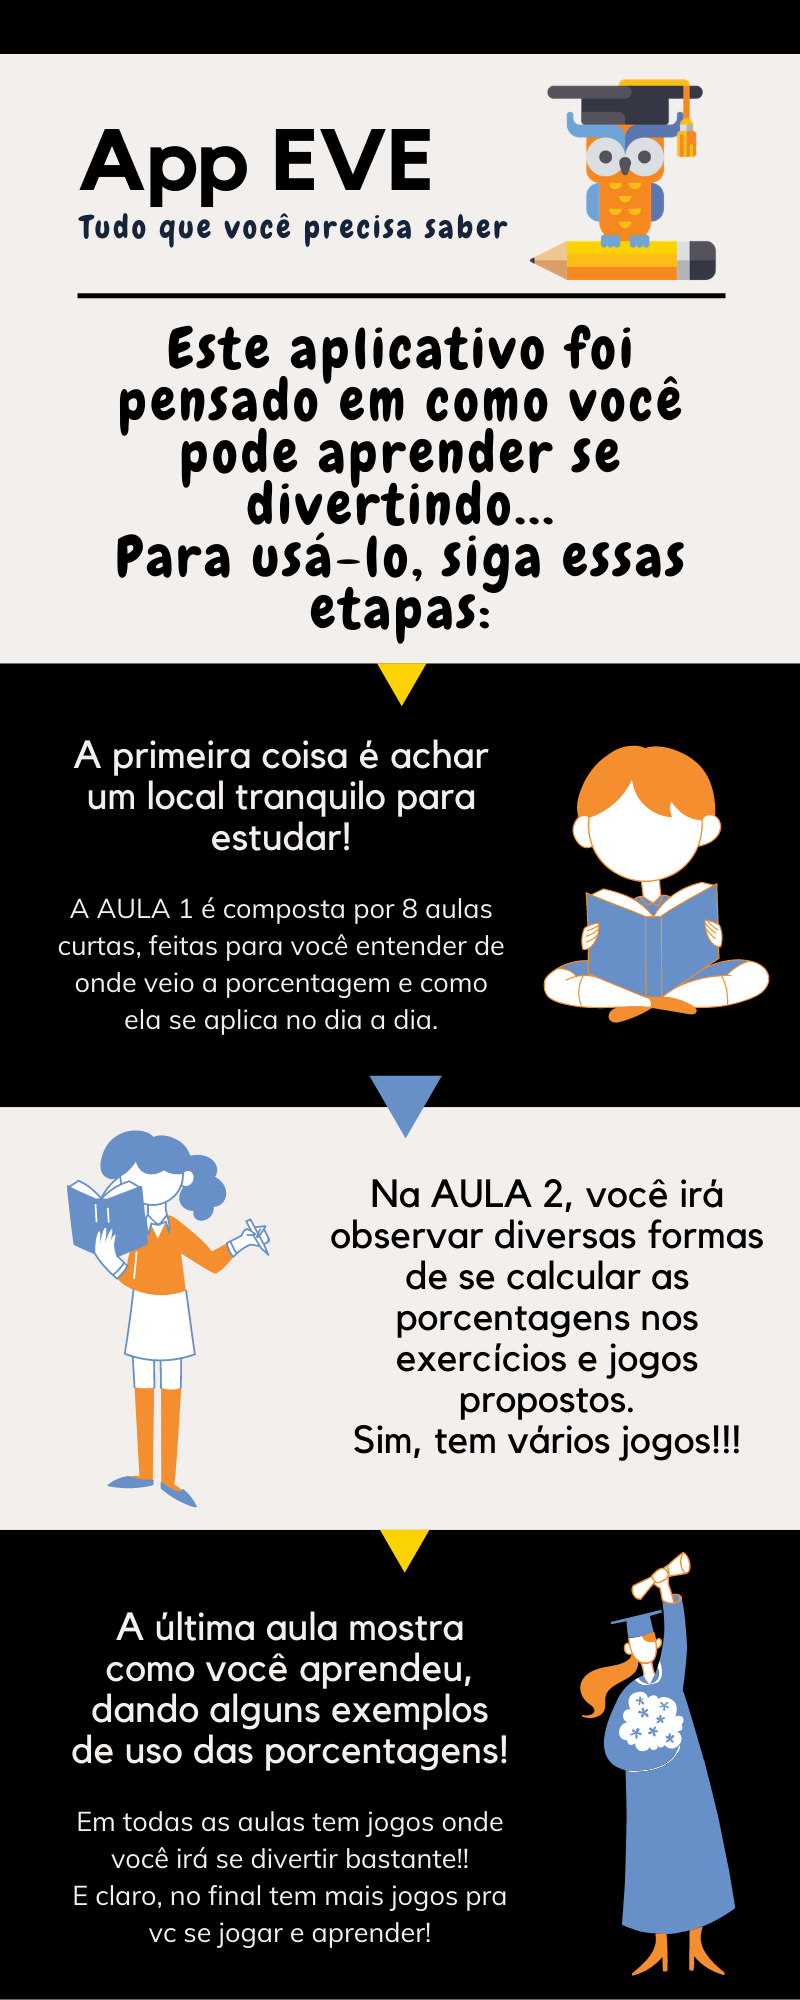 App EVE
Tudo que você precisa saber
Este aplicativo foi
pensado em como você
pode aprender se
divertindo...
Para usá-lo, siga essas
etapas:
A primeira coisa é achar
um local tranquilo para
estudar!
A AULA 1 é composta por 8 aulas
curtas, feitas para você entender de
onde veio a porcentagem e como
ela se aplica no dia a dia.
Na AULA 2, você irá
observar diversas formas
de se calcular as
porcentagens nos
exercícios e jogos
propostos.
Sim, tem vários jogos!!!
A última aula mostra
como você aprendeu,
dando alguns exemplos
de uso das porcentagens!
Em todas as aulas tem jogos onde
você irá se divertir bastante!!
E claro, no final tem mais jogos pra
vc se jogar e aprender!